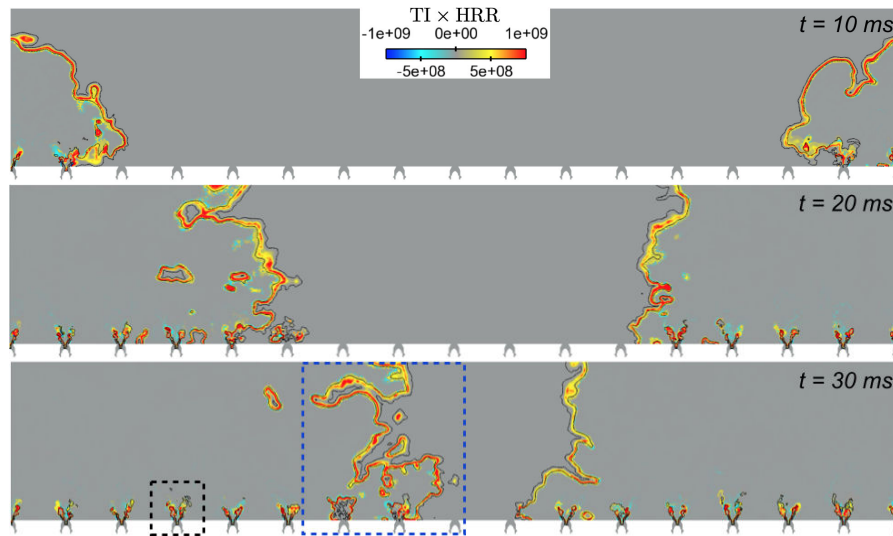 TI × HRR
-1e+09 0e+00 1e+09
-5e+08 5e+08
t = 10 ms
t = 20 ms
t = 30 ms